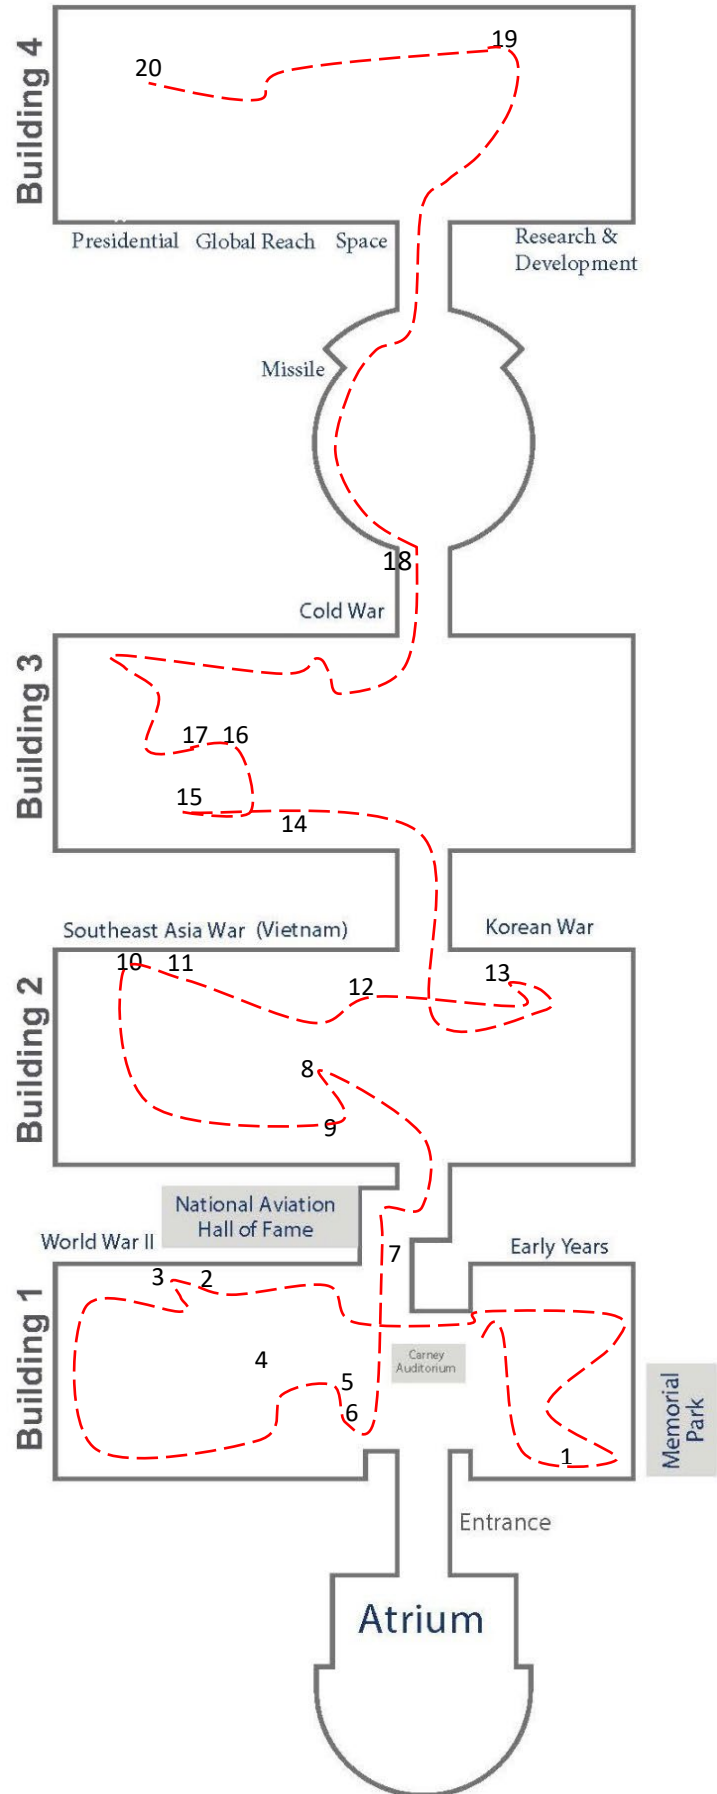 Building 4
19
20
Presidential
Global Reach
Space
Research &
Development
Missile
18
Cold War
Building 3
17
16
15
14
Southeast Asia War (Vietnam)
Korean War
Building 2
10
11
12
13
8
9
National Aviation
Hall of Fame
World War II
7
Early Years
Building 1
3
2
4
5
6
Carney
Auditorium
1
Memorial
Park
Entrance
Atrium